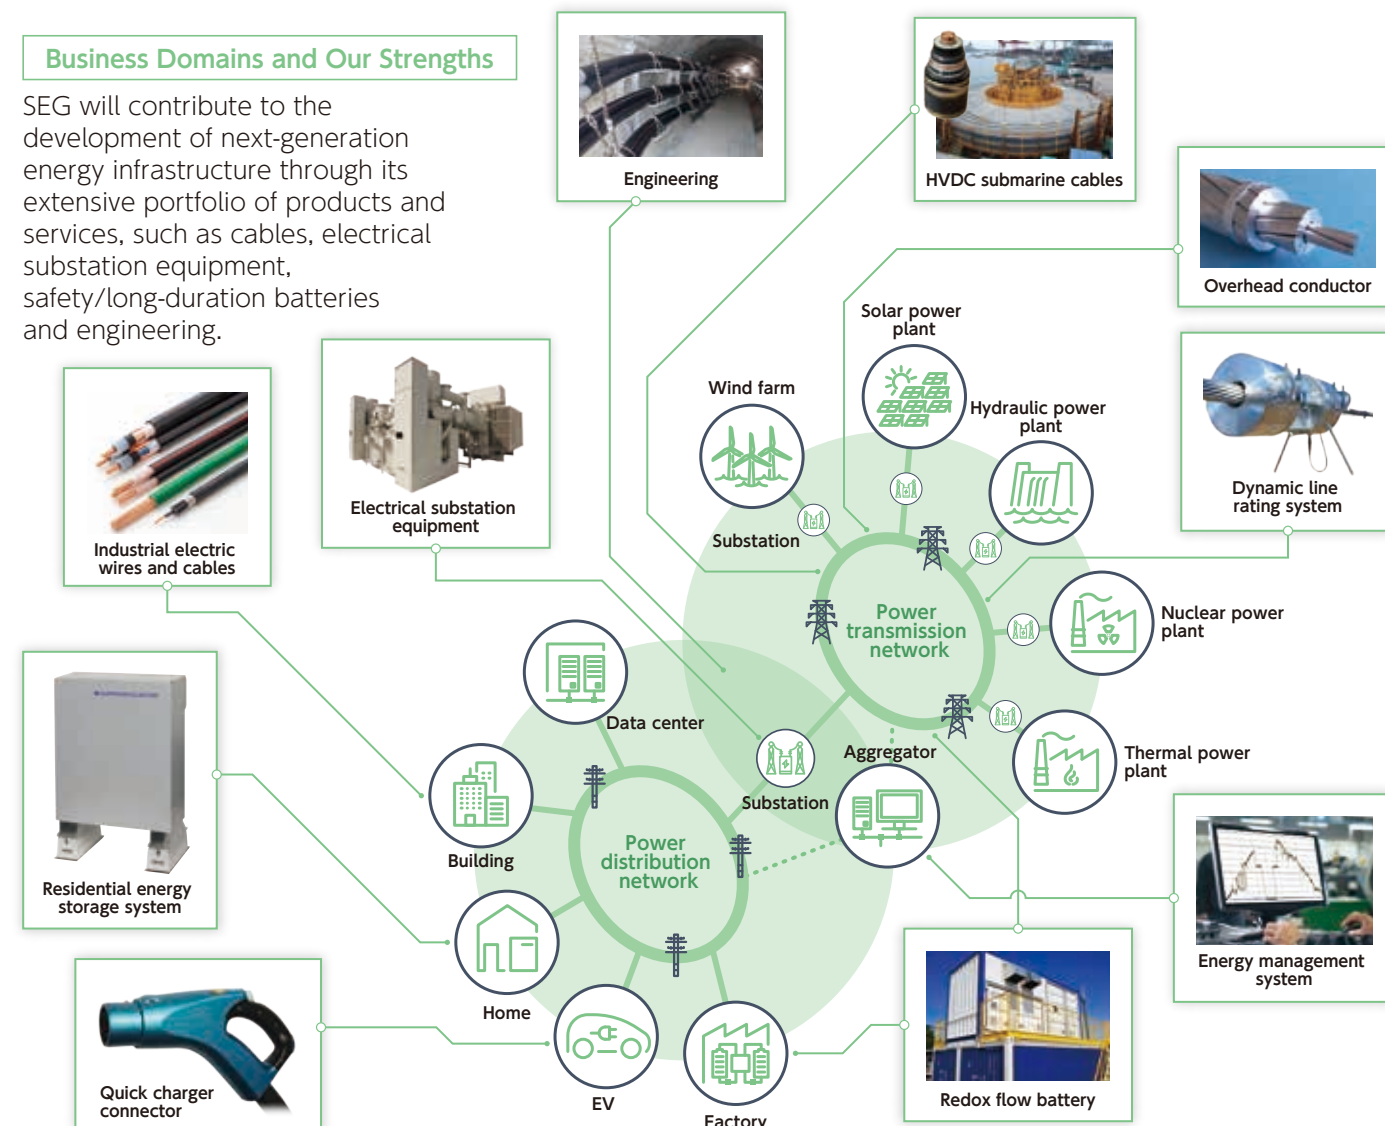 Business Domains and Our Strengths
SEG will contribute to the
development of next-generation
energy infrastructure through its
extensive portfolio of products and
services, such as cables, electrical
substation equipment,
safety/long-duration batteries
and engineering.
Engineering
HVDC submarine cables
Overhead conductor
Solar power
plant
Wind farm
Hydraulic power
plant
Dynamic line
rating system
Electrical substation
equipment
Industrial electric
wires and cables
Substation
Power
transmission
network
Nuclear power
plant
Data center
Aggregator
Thermal power
plant
Substation
Building
Power
distribution
network
Residential energy
storage system
Energy management
system
Home
Quick charger
connector
EV
Factory
Redox flow battery